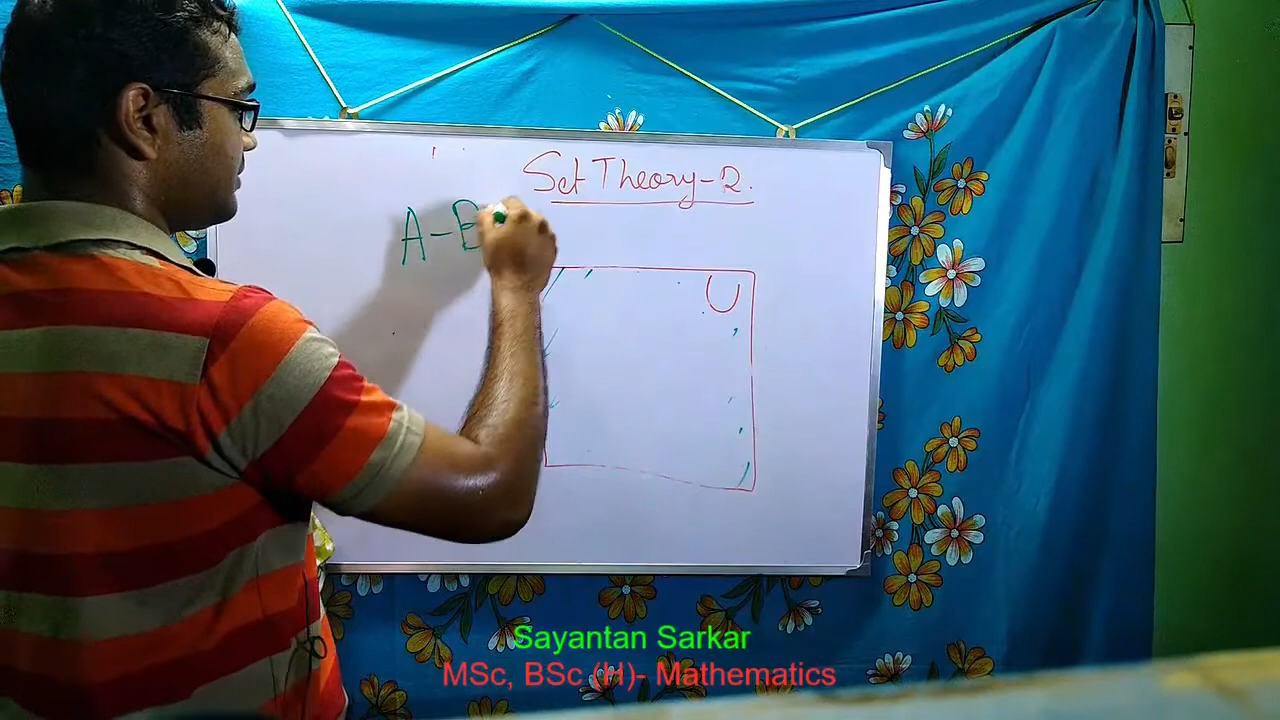 Set Theory-2.
A-B
U
Sayantan Sarkar
MSc, BSc (H)- Mathematics